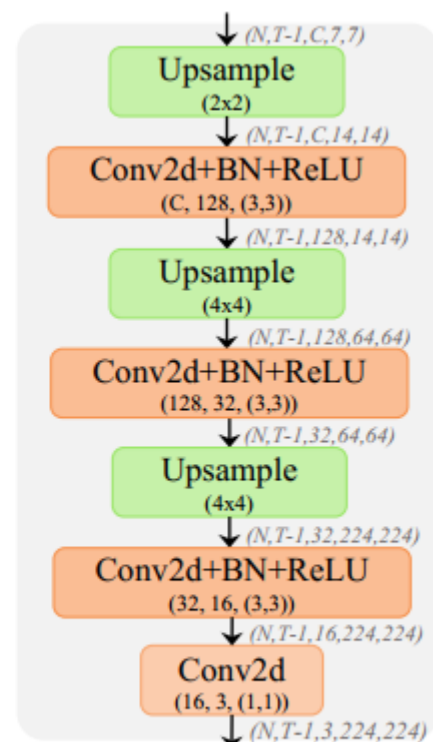 (N,T-1,C,7,7)
Upsample
(2x2)
(N,T-1,C,14,14)
Conv2d+BN+ReLU
(C, 128, (3,3))
(N,T-1,128,14,14)
Upsample
(4x4)
(N,T-1,128,64,64)
Conv2d+BN+ReLU
(128, 32, (3,3))
(N,T-1,32,64,64)
Upsample
(4x4)
(N,T-1,32,224,224)
Conv2d+BN+ReLU
(32, 16, (3,3))
(N,T-1,16,224,224)
Conv2d
(16, 3, (1,1))
(N,T-1,3,224,224)